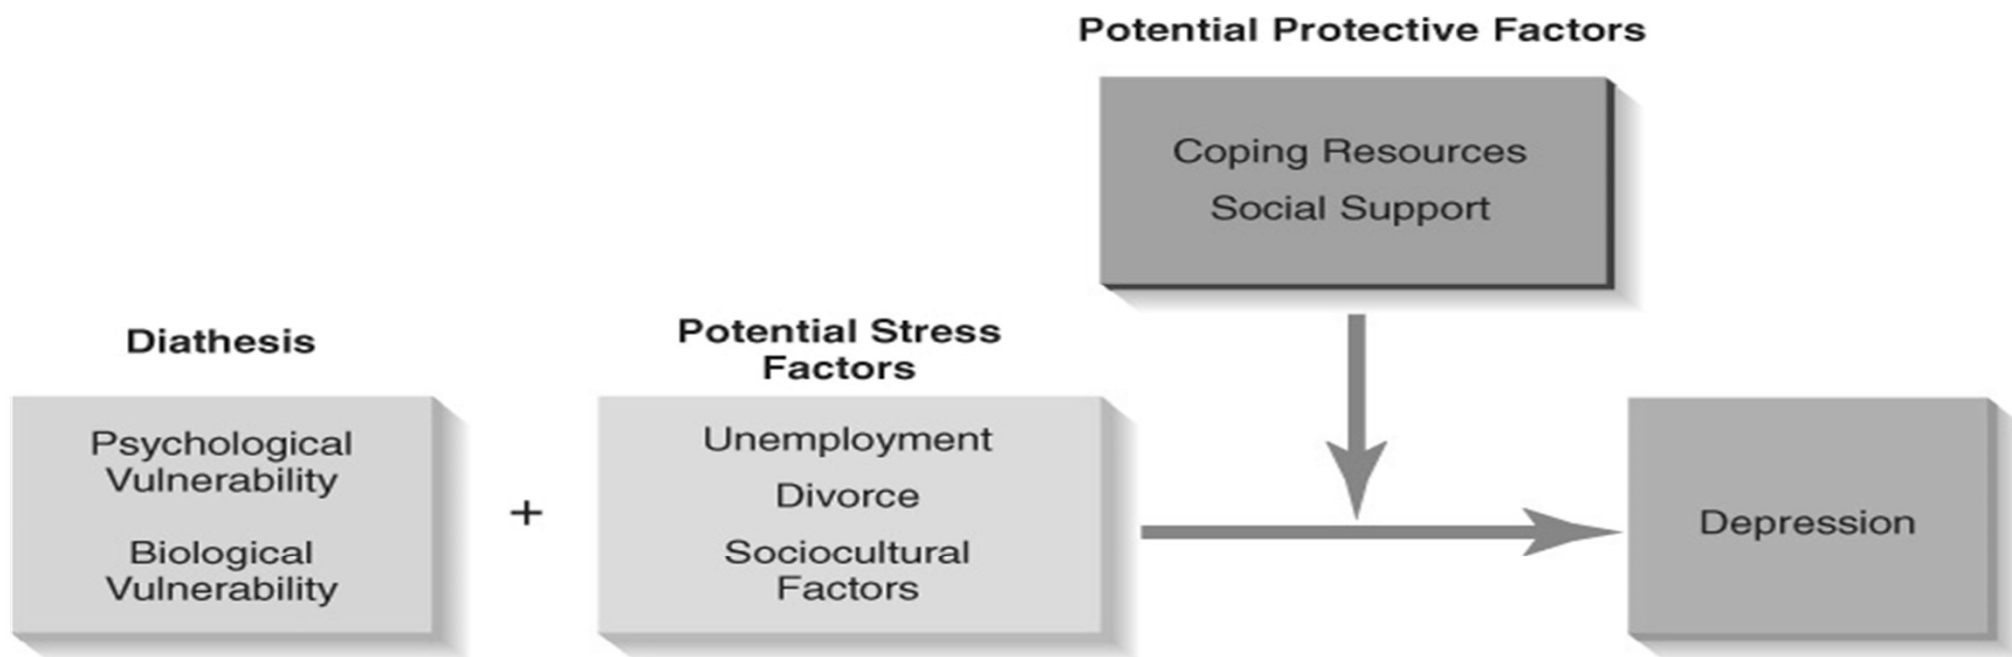 Potential Protective Factors
Coping Resources
Social Support
Diathesis
Psychological
Vulnerability
Biological
Vulnerability
+
Potential Stress
Factors
Unemployment
Divorce
Sociocultural
Factors
Depression